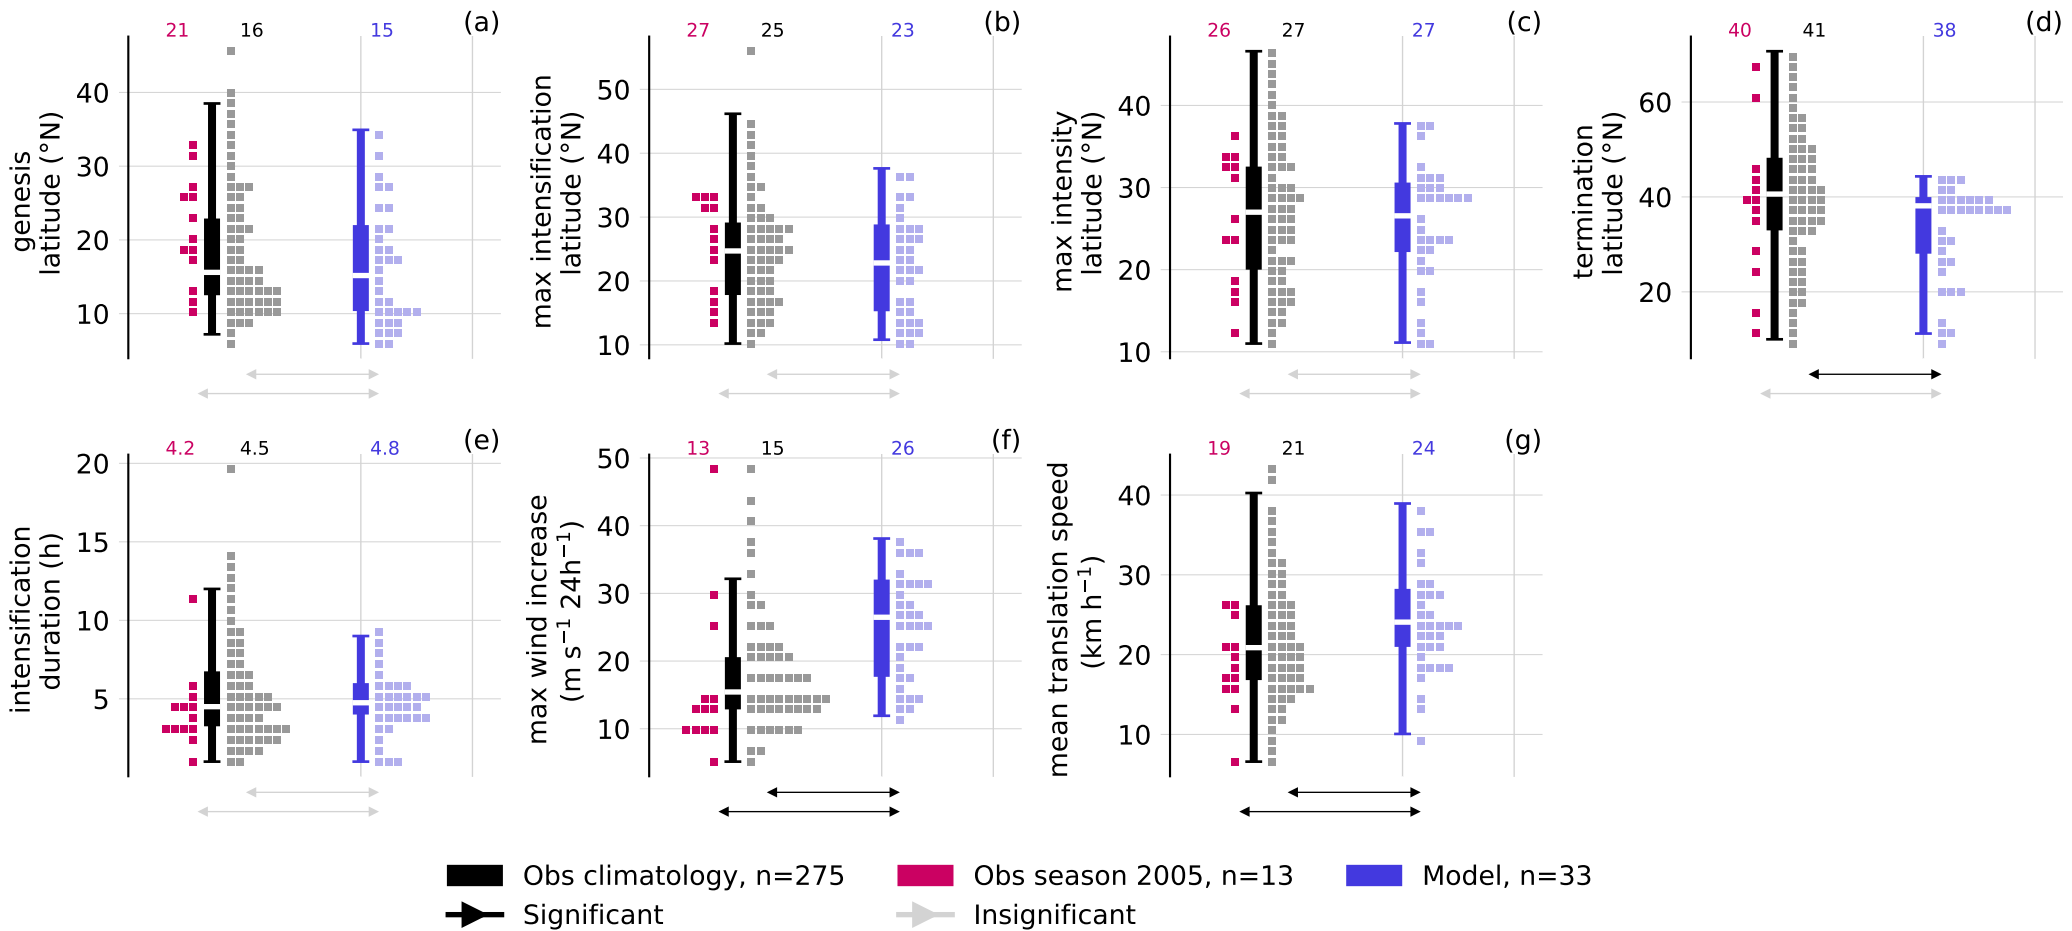 21 16 15 (a)
genesis
latitude (°N)
40
30
20
10
27 25 23 (b)
max intensification
latitude (°N)
50
40
30
20
10
26 27 27 (c)
max intensity
latitude (°N)
40
30
20
10
40 41 38 (d)
termination
latitude (°N)
60
40
20
4.2 4.5 4.8 (e)
intensification
duration (h)
20
15
10
5
13 15 26 (f)
max wind increase
(m s⁻¹ 24h⁻¹)
50
40
30
20
10
19 21 24 (g)
mean translation speed
(km h⁻¹)
40
30
20
10
Obs climatology, n=275
Obs season 2005, n=13
Model, n=33
Significant
Insignificant